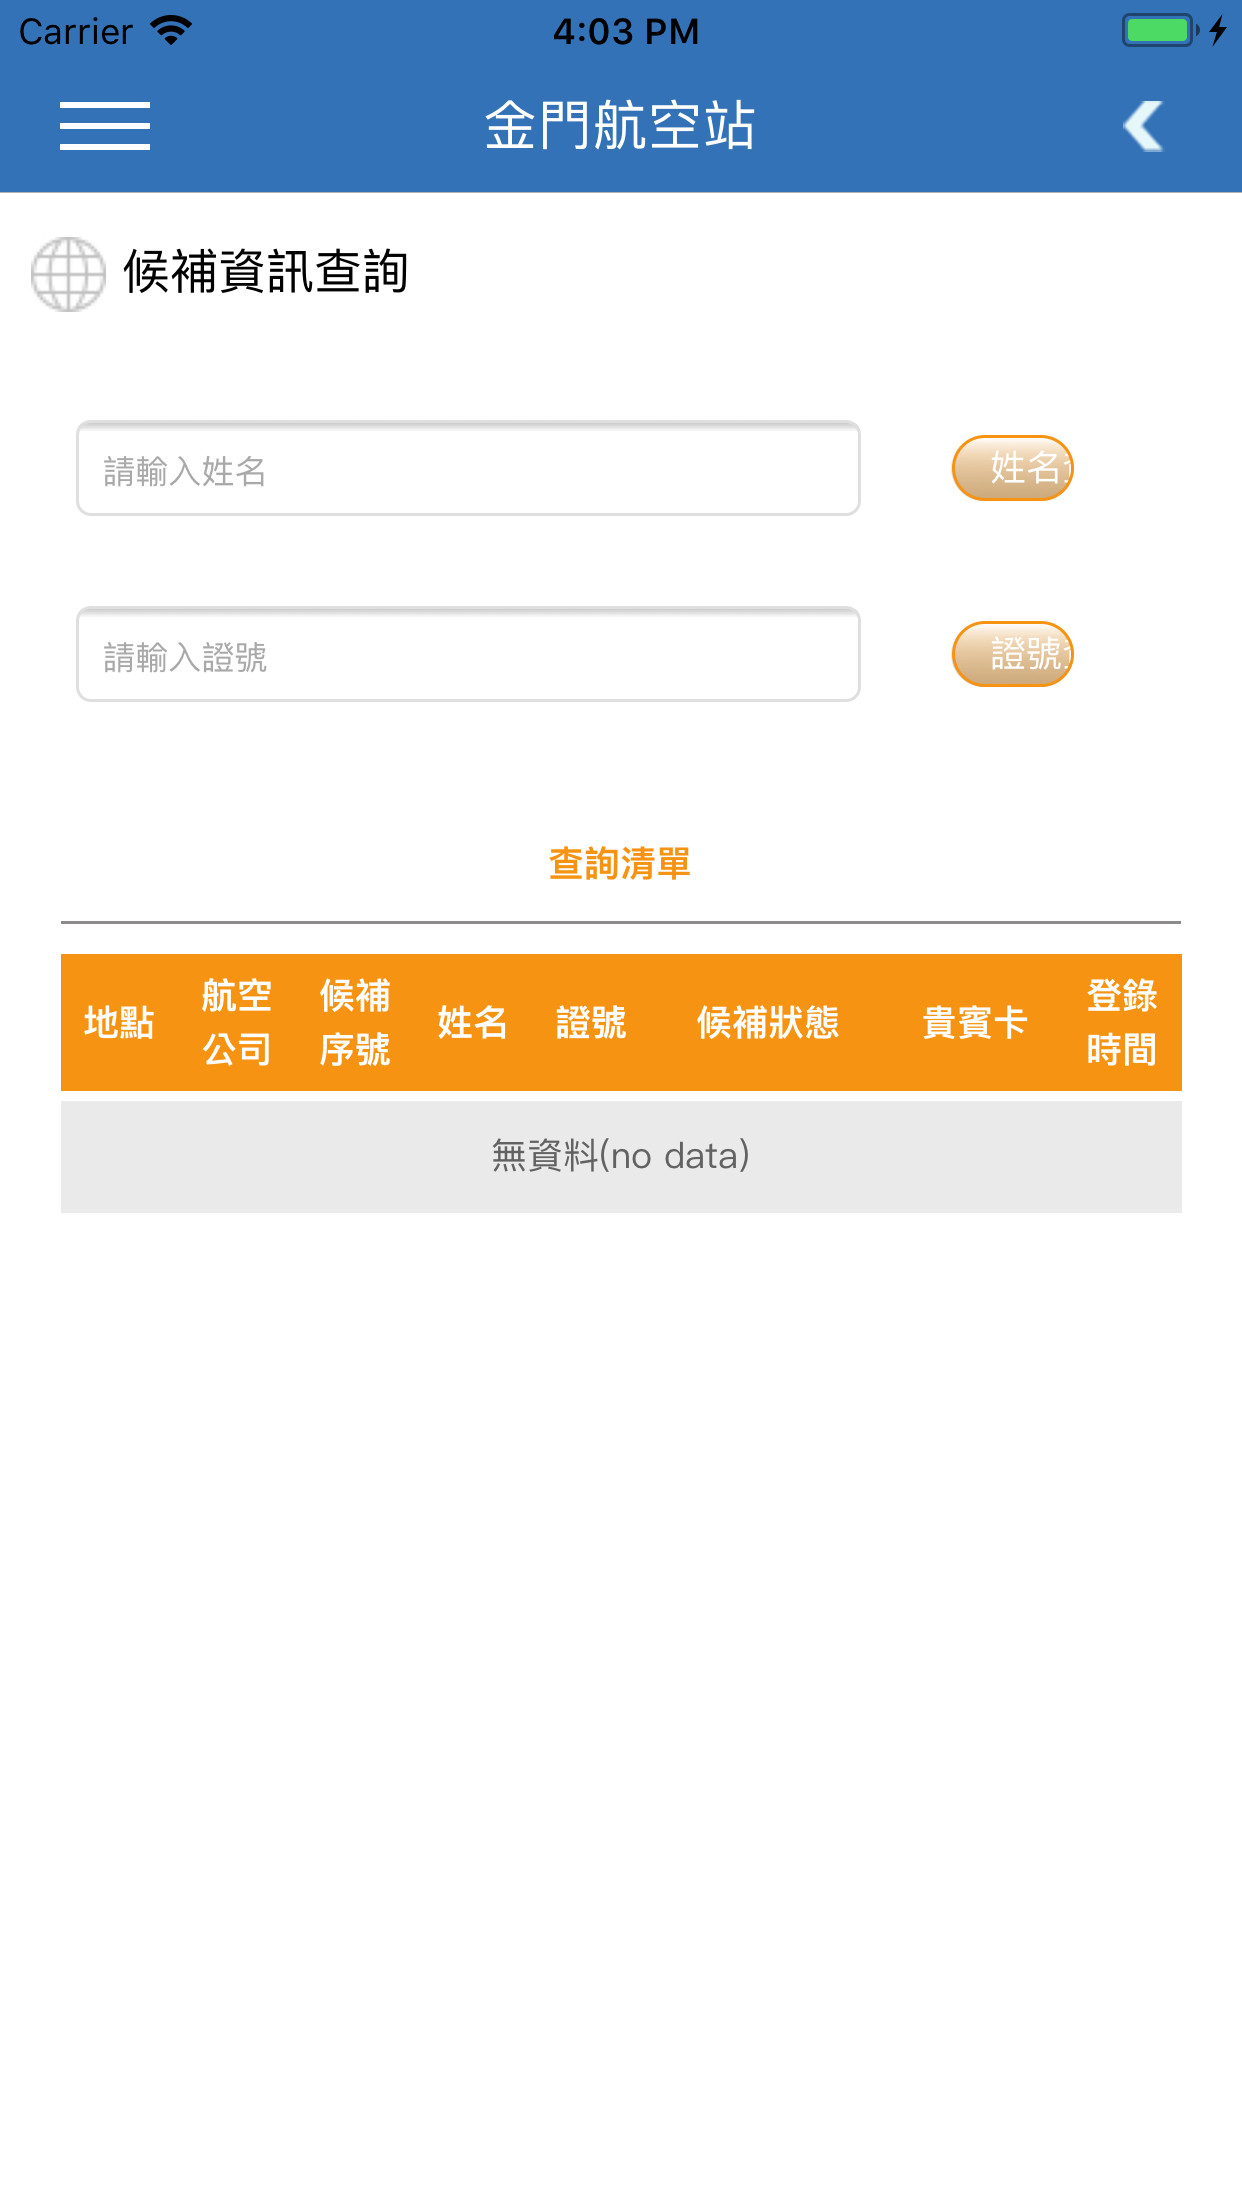 Carrier
4:03 PM
金門航空站
候補資訊查詢
請輸入姓名
姓名
請輸入證號
證號
查詢清單
地點
航空
公司
候補
序號
姓名
證號
候補狀態
貴賓卡
登錄
時間
無資料(no data)